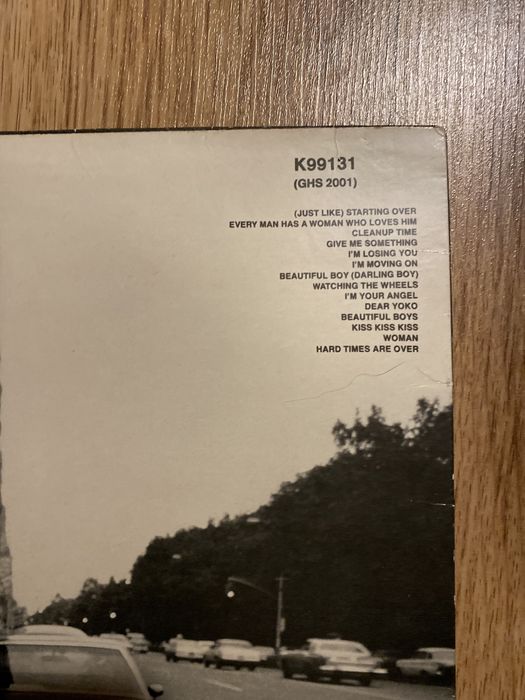 K99131
(GHS 2001)
(JUST LIKE) STARTING OVER
EVERY MAN HAS A WOMAN WHO LOVES HIM
CLEANUP TIME
GIVE ME SOMETHING
I'M LOSING YOU
I'M MOVING ON
BEAUTIFUL BOY (DARLING BOY)
WATCHING THE WHEELS
I'M YOUR ANGEL
DEAR YOKO
BEAUTIFUL BOYS
KISS KISS KISS
WOMAN
HARD TIMES ARE OVER